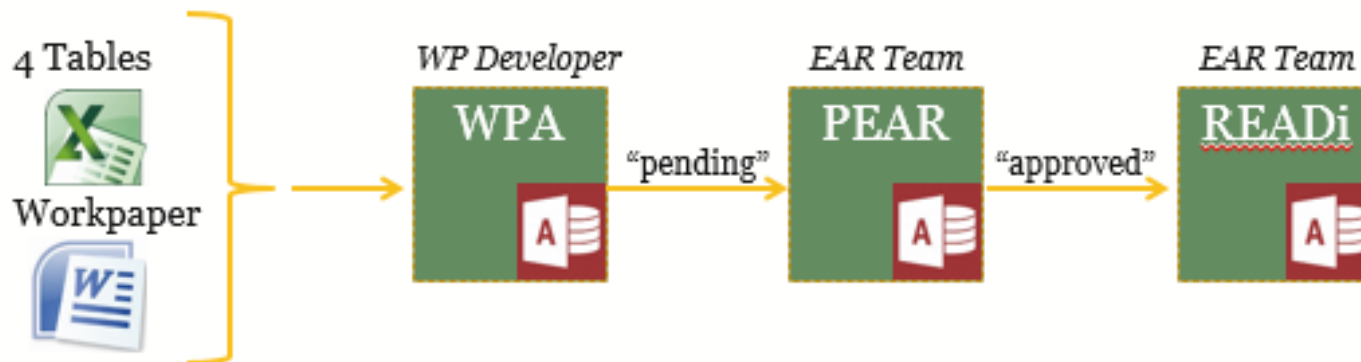 4 Tables
Workpaper
WP Developer
WPA
"pending"
EAR Team
PEAR
"approved"
EAR Team
READi
X
W
A
A
A